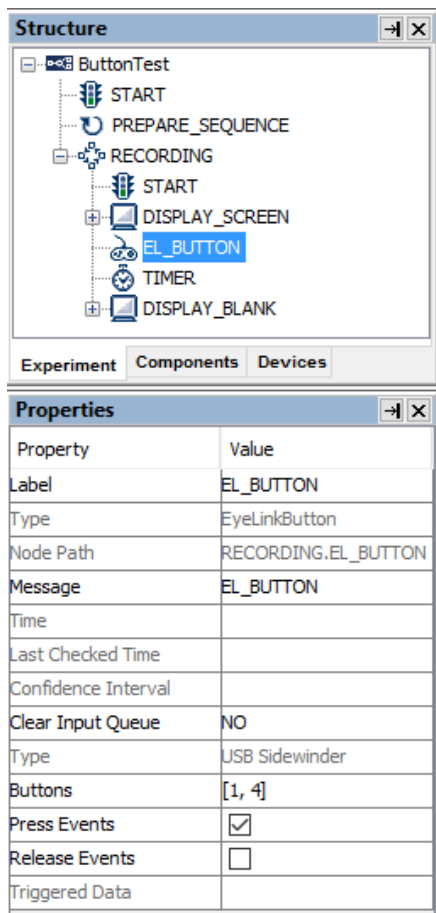 Structure
ButtonTest
START
PREPARE_SEQUENCE
RECORDING
START
DISPLAY_SCREEN
EL_BUTTON
TIMER
DISPLAY_BLANK
Experiment Components Devices
Properties
Property Value
Label EL_BUTTON
Type EyeLinkButton
Node Path RECORDING.EL_BUTTON
Message EL_BUTTON
Time
Last Checked Time
Confidence Interval
Clear Input Queue NO
Type USB Sidewinder
Buttons [1, 4]
Press Events
Release Events
Triggered Data